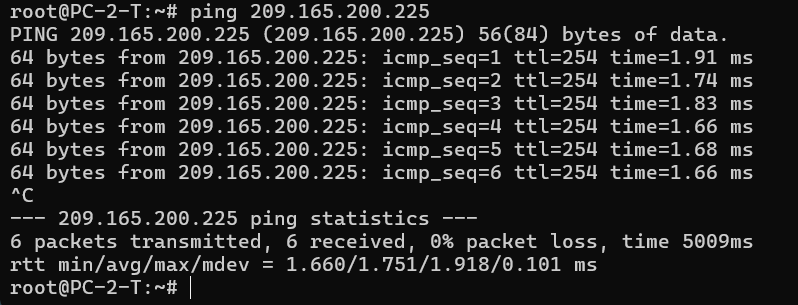 root@PC-2-T:~# ping 209.165.200.225
PING 209.165.200.225 (209.165.200.225) 56(84) bytes of data.
64 bytes from 209.165.200.225: icmp_seq=1 ttl=254 time=1.91 ms
64 bytes from 209.165.200.225: icmp_seq=2 ttl=254 time=1.74 ms
64 bytes from 209.165.200.225: icmp_seq=3 ttl=254 time=1.83 ms
64 bytes from 209.165.200.225: icmp_seq=4 ttl=254 time=1.66 ms
64 bytes from 209.165.200.225: icmp_seq=5 ttl=254 time=1.68 ms
64 bytes from 209.165.200.225: icmp_seq=6 ttl=254 time=1.66 ms
^C
--- 209.165.200.225 ping statistics ---
6 packets transmitted, 6 received, 0% packet loss, time 5009ms
rtt min/avg/max/mdev = 1.660/1.751/1.918/0.101 ms
root@PC-2-T:~#